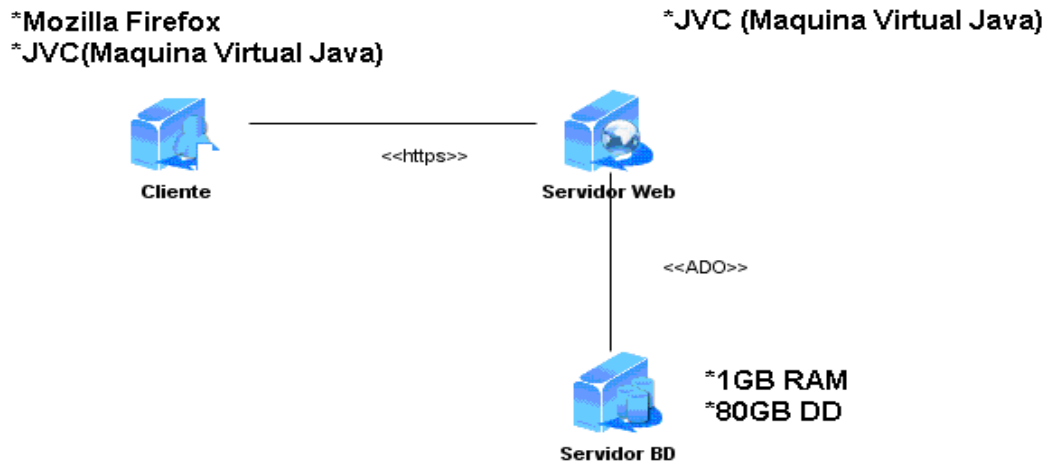 *Mozilla Firefox
*JVC(Maquina Virtual Java)
*JVC (Maquina Virtual Java)
<<https>>
Cliente
Servidor Web
<<ADO>>
*1GB RAM
*80GB DD
Servidor BD